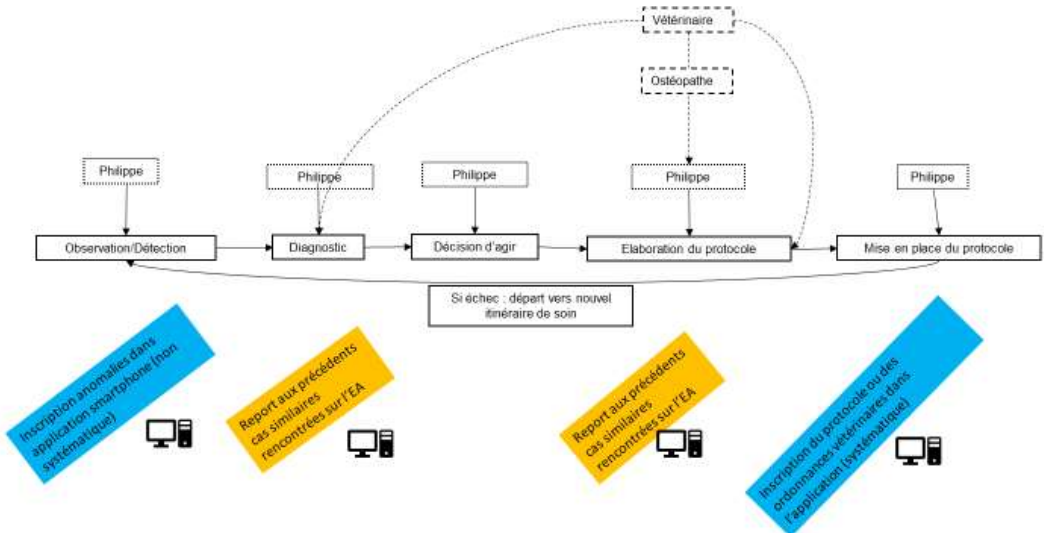 Vétérinaire
Ostéopathe
Philippe
Philippe
Philippe
Philippe
Philippe
Observation/Détection
Diagnostic
Décision d'agir
Elaboration du protocole
Mise en place du protocole
Si échec : départ vers nouvel
itinéraire de soin
Inscription anomalies dans
application smartphone (non
systématique)
Report aux précédents
cas similaires
rencontrées sur l'EA
Report aux précédents
cas similaires
rencontrées sur l'EA
Inscription du protocole ou des
ordonnances vétérinaires dans
l'application (systématique)